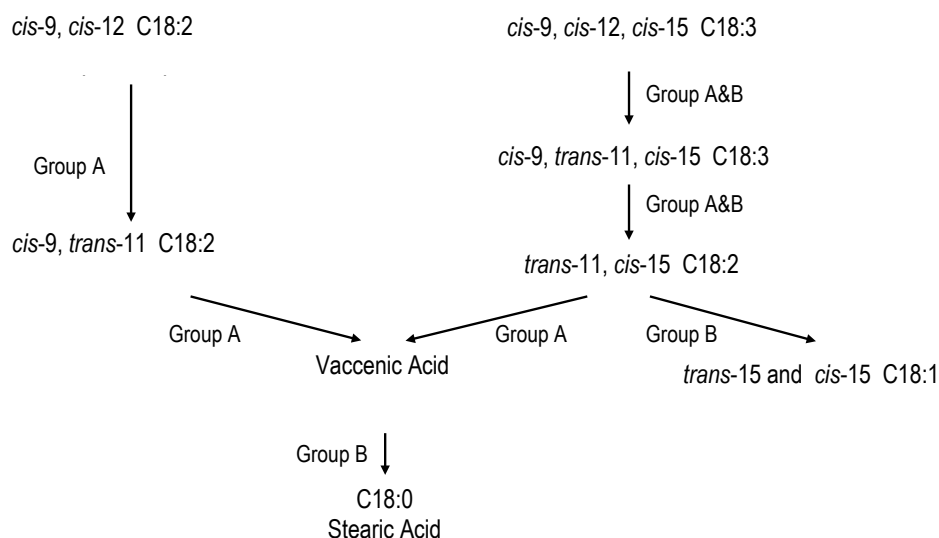 cis-9, cis-12 C18:2
cis-9, cis-12, cis-15 C18:3
Group A&B
Group A
cis-9, trans-11, cis-15 C18:3
Group A&B
cis-9, trans-11 C18:2
trans-11, cis-15 C18:2
Group A
Group A
Group B
Vaccenic Acid
trans-15 and cis-15 C18:1
Group B
C18:0
Stearic Acid